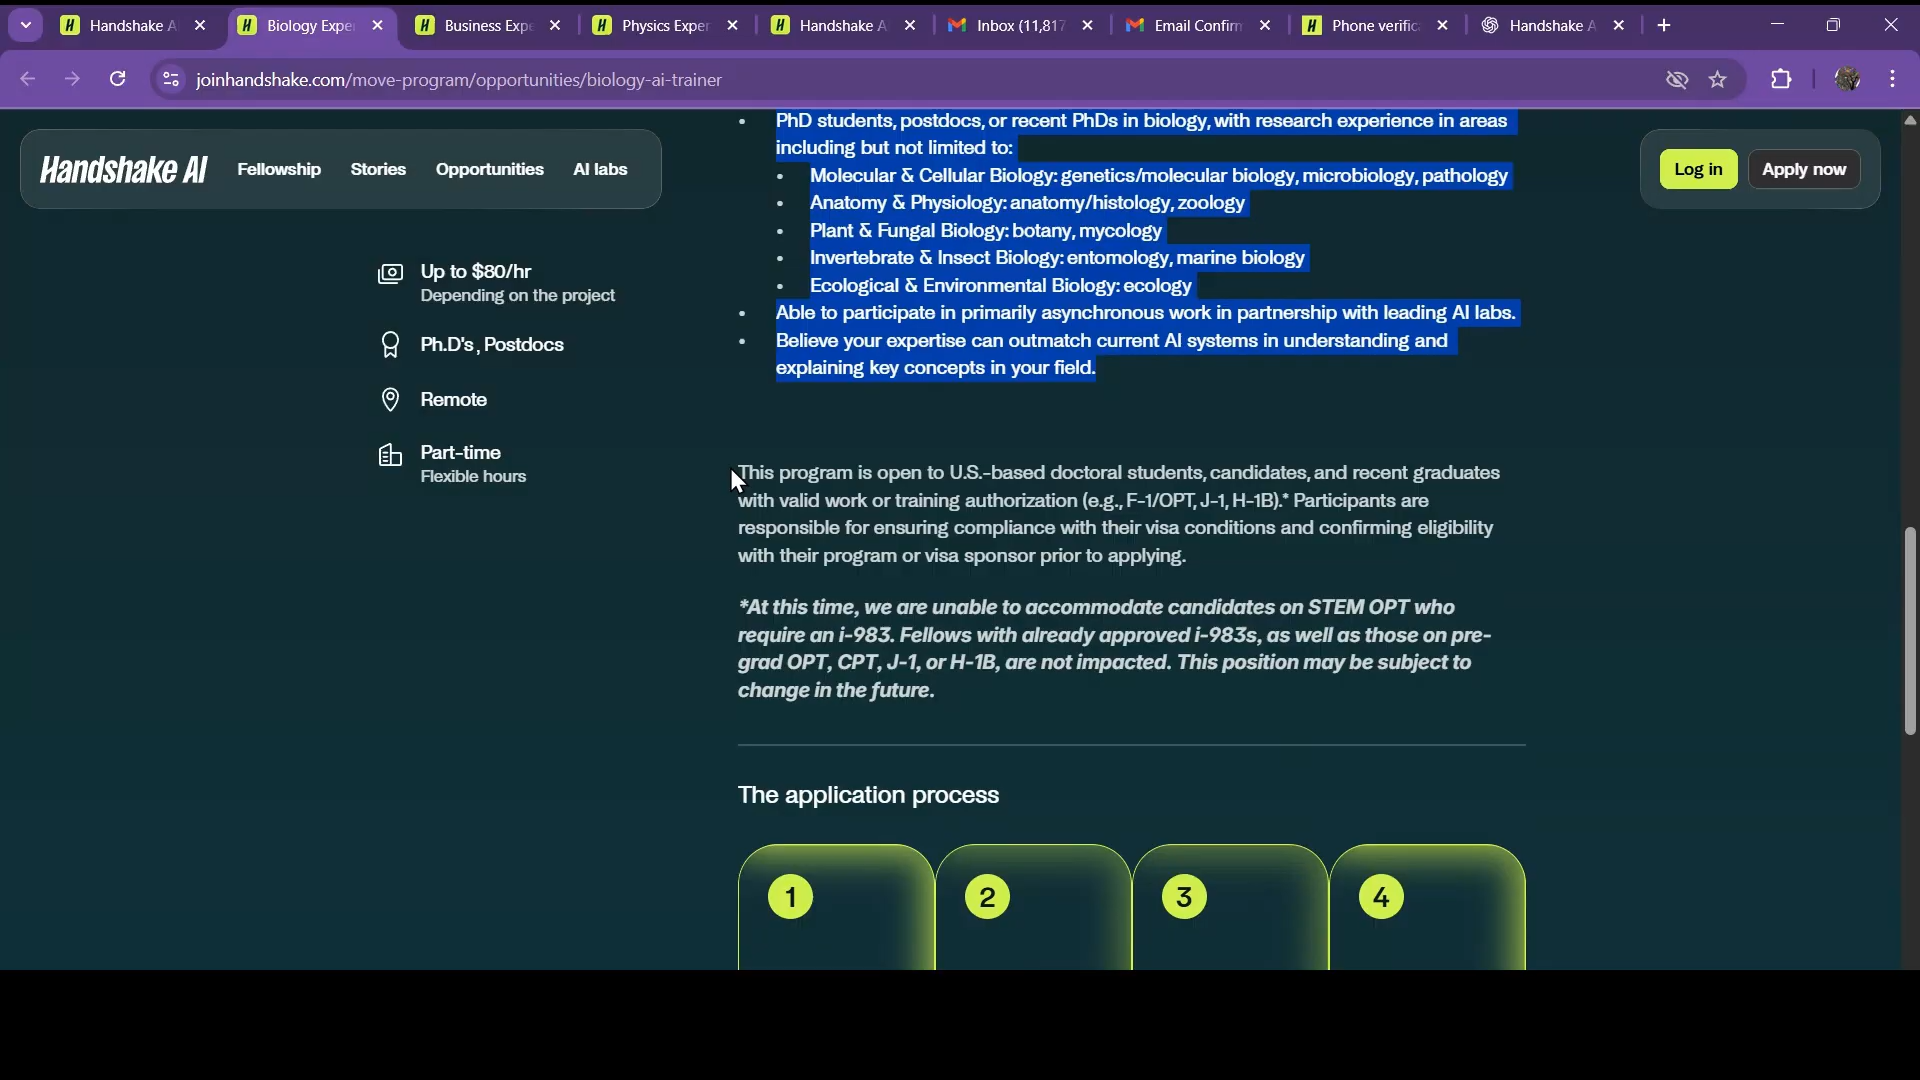 Handshake A
Biology Expe
Business Expe
Physics Exper
Handshake A
Inbox (11,817
Email Confirm
Phone verific
Handshake A
joinhandshake.com/move-program/opportunities/biology-ai-trainer
Handshake AI
Fellowship
Stories
Opportunities
AI labs
Log in
Apply now
Up to $80/hr
Depending on the project
Ph.D's, Postdocs
Remote
Part-time
Flexible hours
• PhD students, postdocs, or recent PhDs in biology, with research experience in areas
including but not limited to:
• Molecular & Cellular Biology: genetics/molecular biology, microbiology, pathology
• Anatomy & Physiology: anatomy/histology, zoology
• Plant & Fungal Biology: botany, mycology
• Invertebrate & Insect Biology: entomology, marine biology
• Ecological & Environmental Biology: ecology
• Able to participate in primarily asynchronous work in partnership with leading AI labs.
• Believe your expertise can outmatch current AI systems in understanding and
explaining key concepts in your field.
This program is open to U.S.-based doctoral students, candidates, and recent graduates
with valid work or training authorization (e.g., F-1/OPT, J-1, H-1B).* Participants are
responsible for ensuring compliance with their visa conditions and confirming eligibility
with their program or visa sponsor prior to applying.
*At this time, we are unable to accommodate candidates on STEM OPT who
require an i-983. Fellows with already approved i-983s, as well as those on pre-
grad OPT, CPT, J-1, or H-1B, are not impacted. This position may be subject to
change in the future.
The application process
1
2
3
4